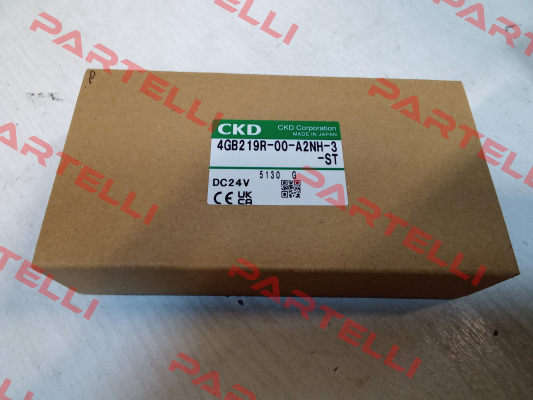 CKD
CKD Corporation
MADE IN JAPAN
4GB219R-00-A2NH-3
-ST
5130 G
DC24V
CE UK
CA
PARTELLI
PARTELLI
PARTELLI
PARTELLI
PARTELLI
PARTELLI